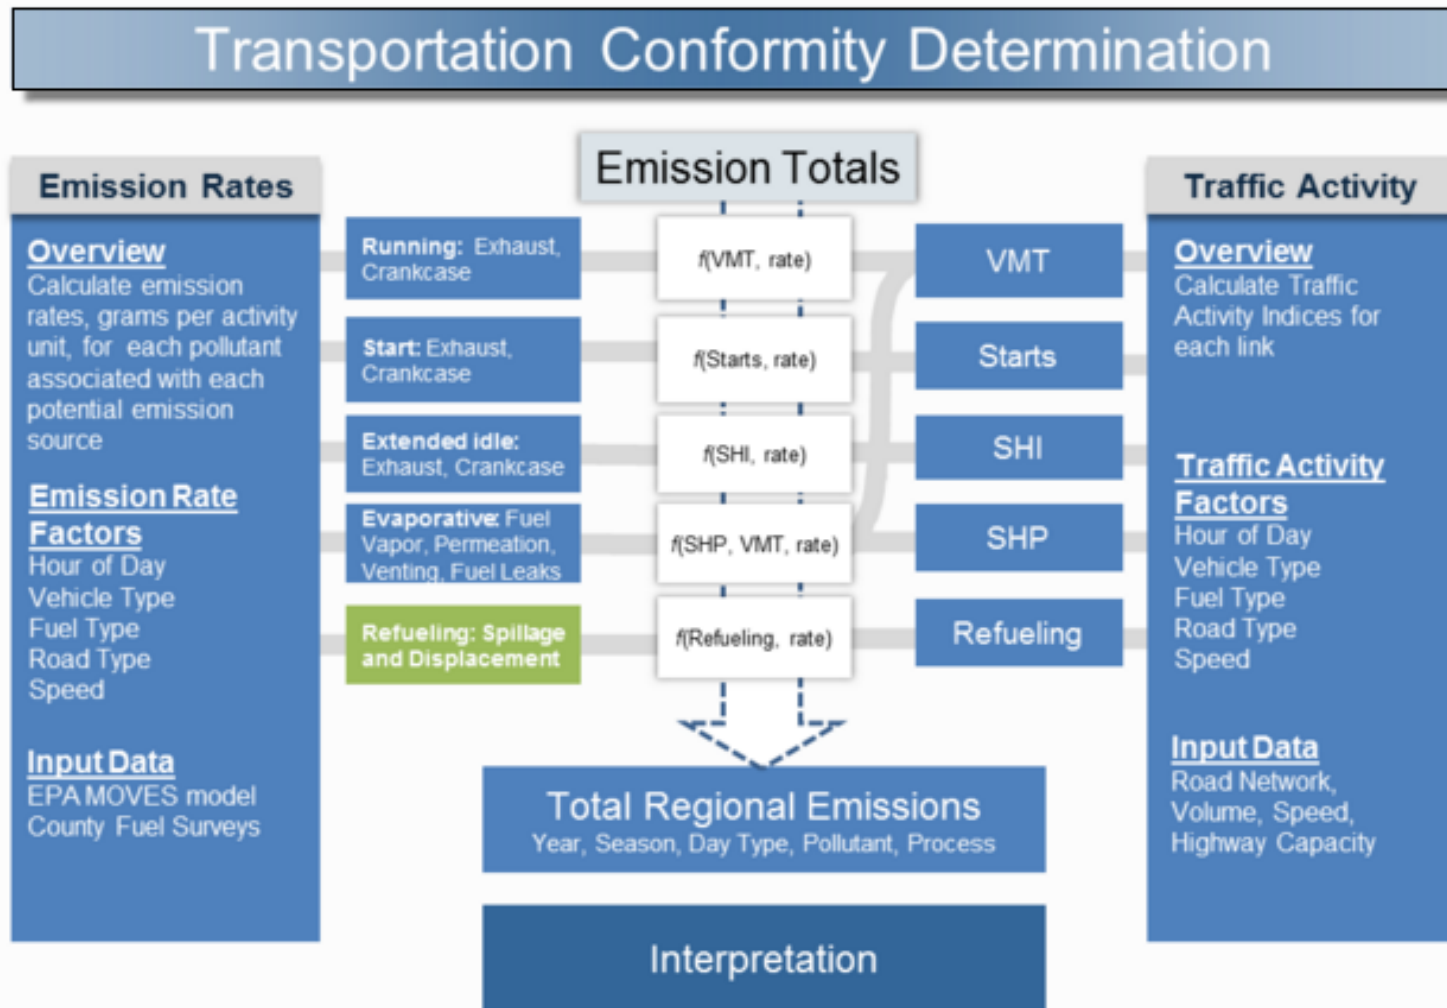 Transportation Conformity Determination
Emission Totals
Emission Rates
Overview
Calculate emission
rates, grams per activity
unit, for each pollutant
associated with each
potential emission
source
Emission Rate
Factors
Hour of Day
Vehicle Type
Fuel Type
Road Type
Speed
Input Data
EPA MOVES model
County Fuel Surveys
Running: Exhaust,
Crankcase
Start: Exhaust,
Crankcase
Extended idle:
Exhaust, Crankcase
Evaporative: Fuel
Vapor, Permeation,
Venting, Fuel Leaks
Refueling: Spillage
and Displacement
f(VMT, rate)
f(Starts, rate)
f(SHI, rate)
f(SHP, VMT, rate)
f(Refueling, rate)
VMT
Starts
SHI
SHP
Refueling
Traffic Activity
Overview
Calculate Traffic
Activity Indices for
each link
Traffic Activity
Factors
Hour of Day
Vehicle Type
Fuel Type
Road Type
Speed
Input Data
Road Network,
Volume, Speed,
Highway Capacity
Total Regional Emissions
Year, Season, Day Type, Pollutant, Process
Interpretation